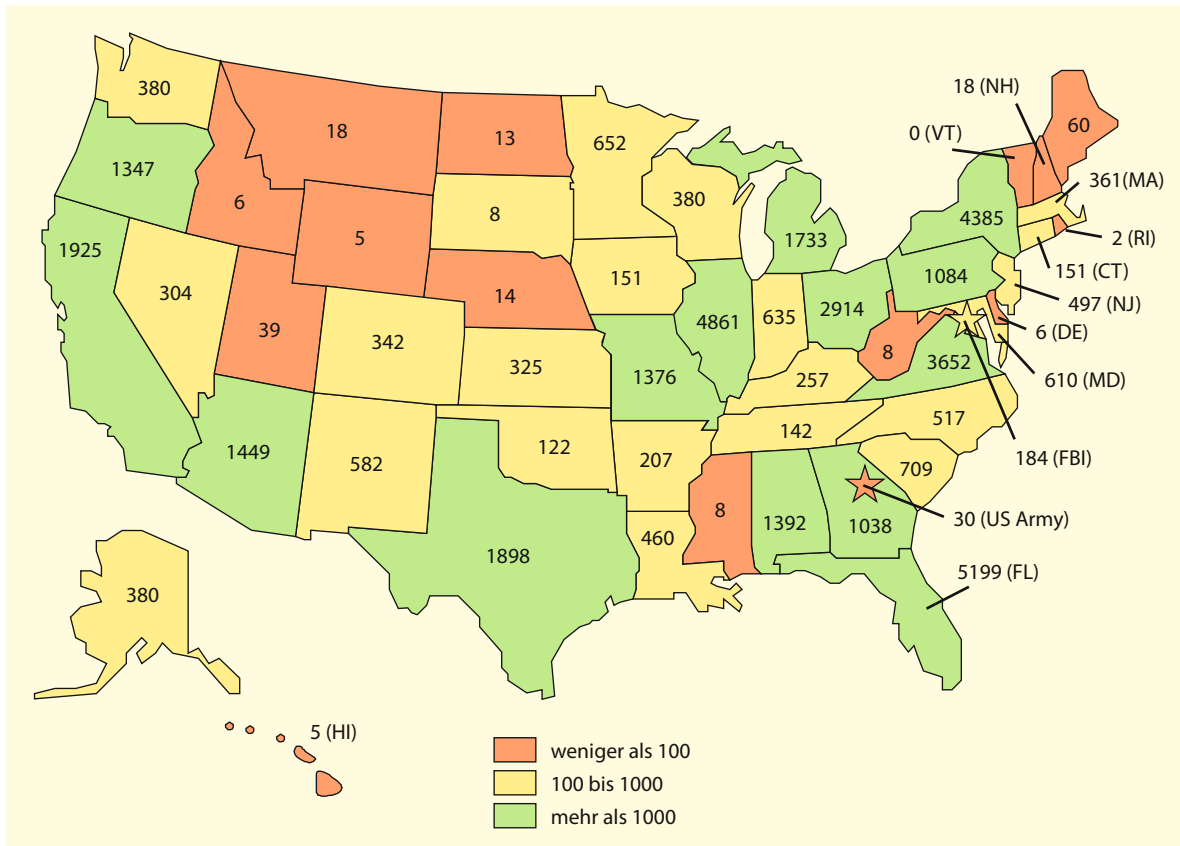 380
18
13
652
18 (NH)
60
0 (VT)
1347
6
5
8
380
361(MA)
1925
1733
4385
2 (RI)
304
151
1084
151 (CT)
14
497 (NJ)
39
342
4861
635
2914
6 (DE)
325
1376
257
8
3652
610 (MD)
1449
582
122
207
142
517
184 (FBI)
709
8
30 (US Army)
1898
460
1392
1038
5199 (FL)
380
5 (HI)
weniger als 100
100 bis 1000
mehr als 1000